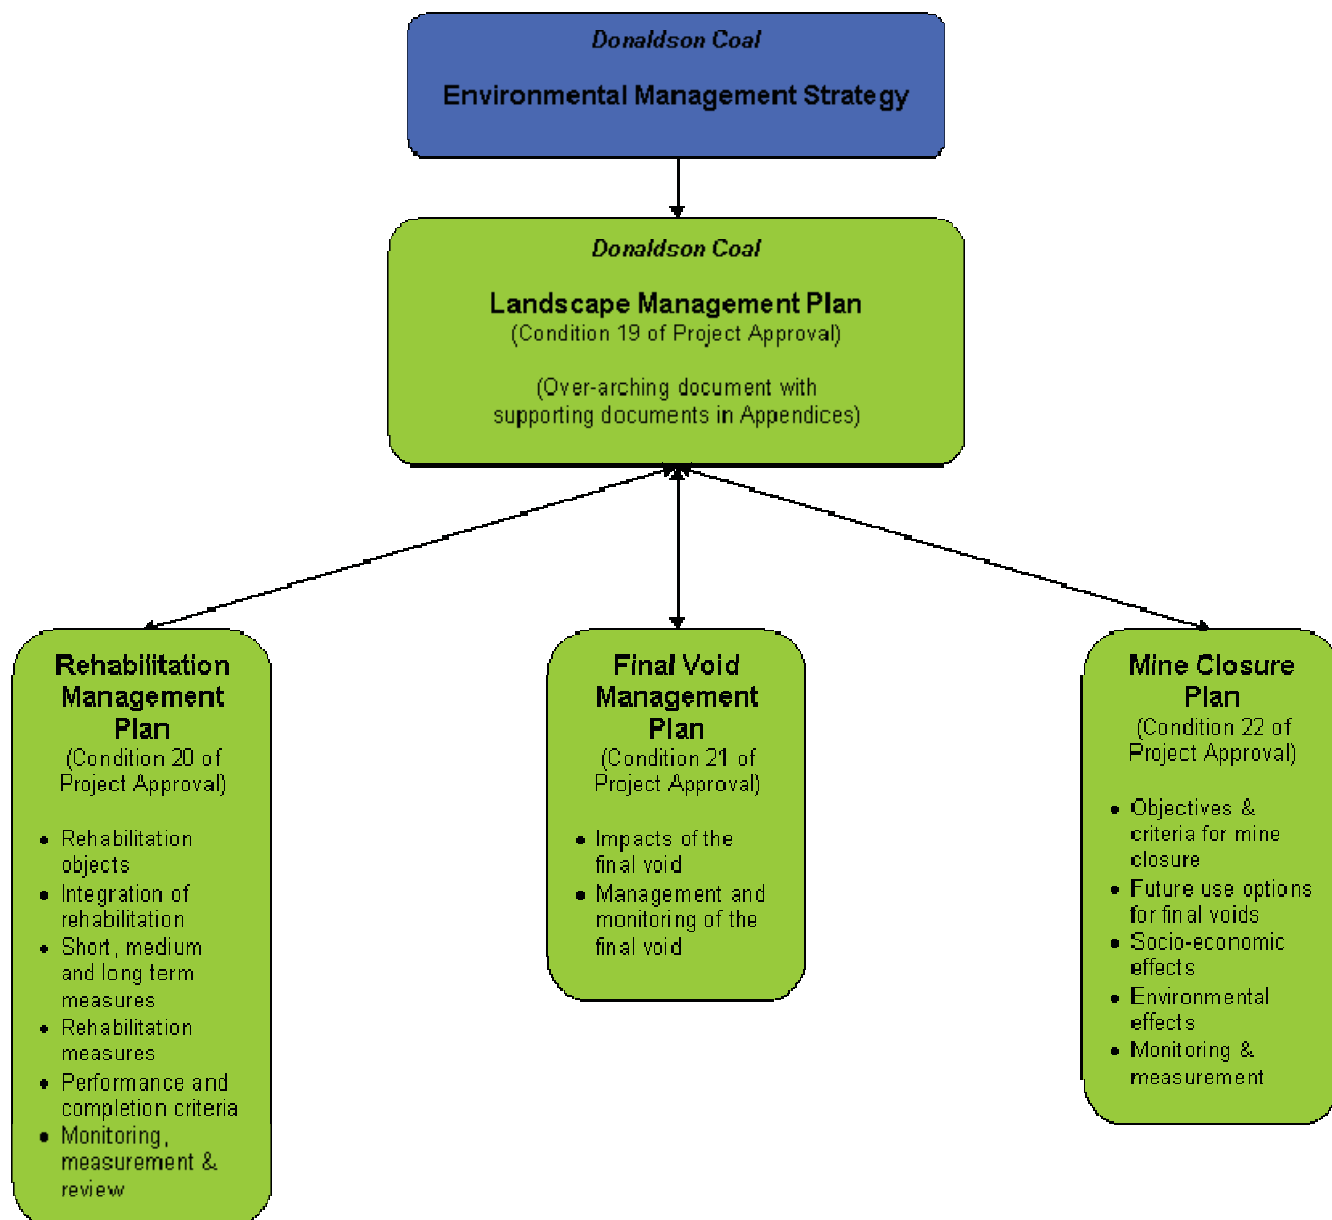 Donaldson Coal
Environmental Management Strategy
Donaldson Coal
Landscape Management Plan
(Condition 19 of Project Approval)
(Over-arching document with
supporting documents in Appendices)
Rehabilitation
Management
Plan
(Condition 20 of
Project Approval)
• Rehabilitation
objects
• Integration of
rehabilitation
• Short, medium
and long term
measures
• Rehabilitation
measures
• Performance and
completion criteria
• Monitoring,
measurement &
review
Final Void
Management
Plan
(Condition 21 of
Project Approval)
• Impacts of the
final void
• Management and
monitoring of the
final void
Mine Closure
Plan
(Condition 22 of
Project Approval)
• Objectives &
criteria for mine
closure
• Future use options
for final voids
• Socio-economic
effects
• Environmental
effects
• Monitoring &
measurement